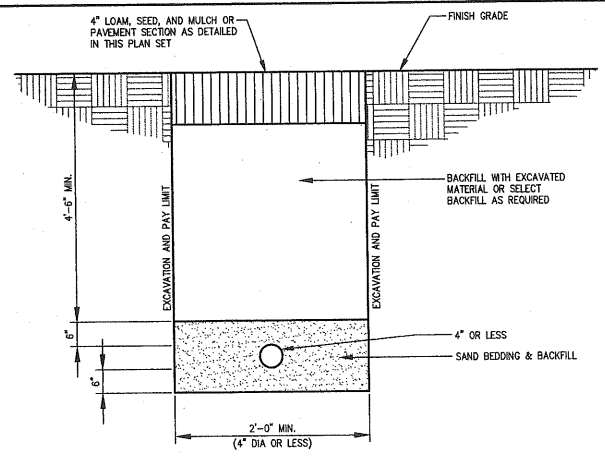 4" LOAM, SEED, AND MULCH OR
PAVEMENT SECTION AS DETAILED
IN THIS PLAN SET
FINISH GRADE
BACKFILL WITH EXCAVATED
MATERIAL OR SELECT
BACKFILL AS REQUIRED
4'-6" MIN.
EXCAVATION AND PAY LIMIT
EXCAVATION AND PAY LIMIT
6"
4" OR LESS
SAND BEDDING & BACKFILL
6"
2'-0" MIN.
(4" DIA OR LESS)